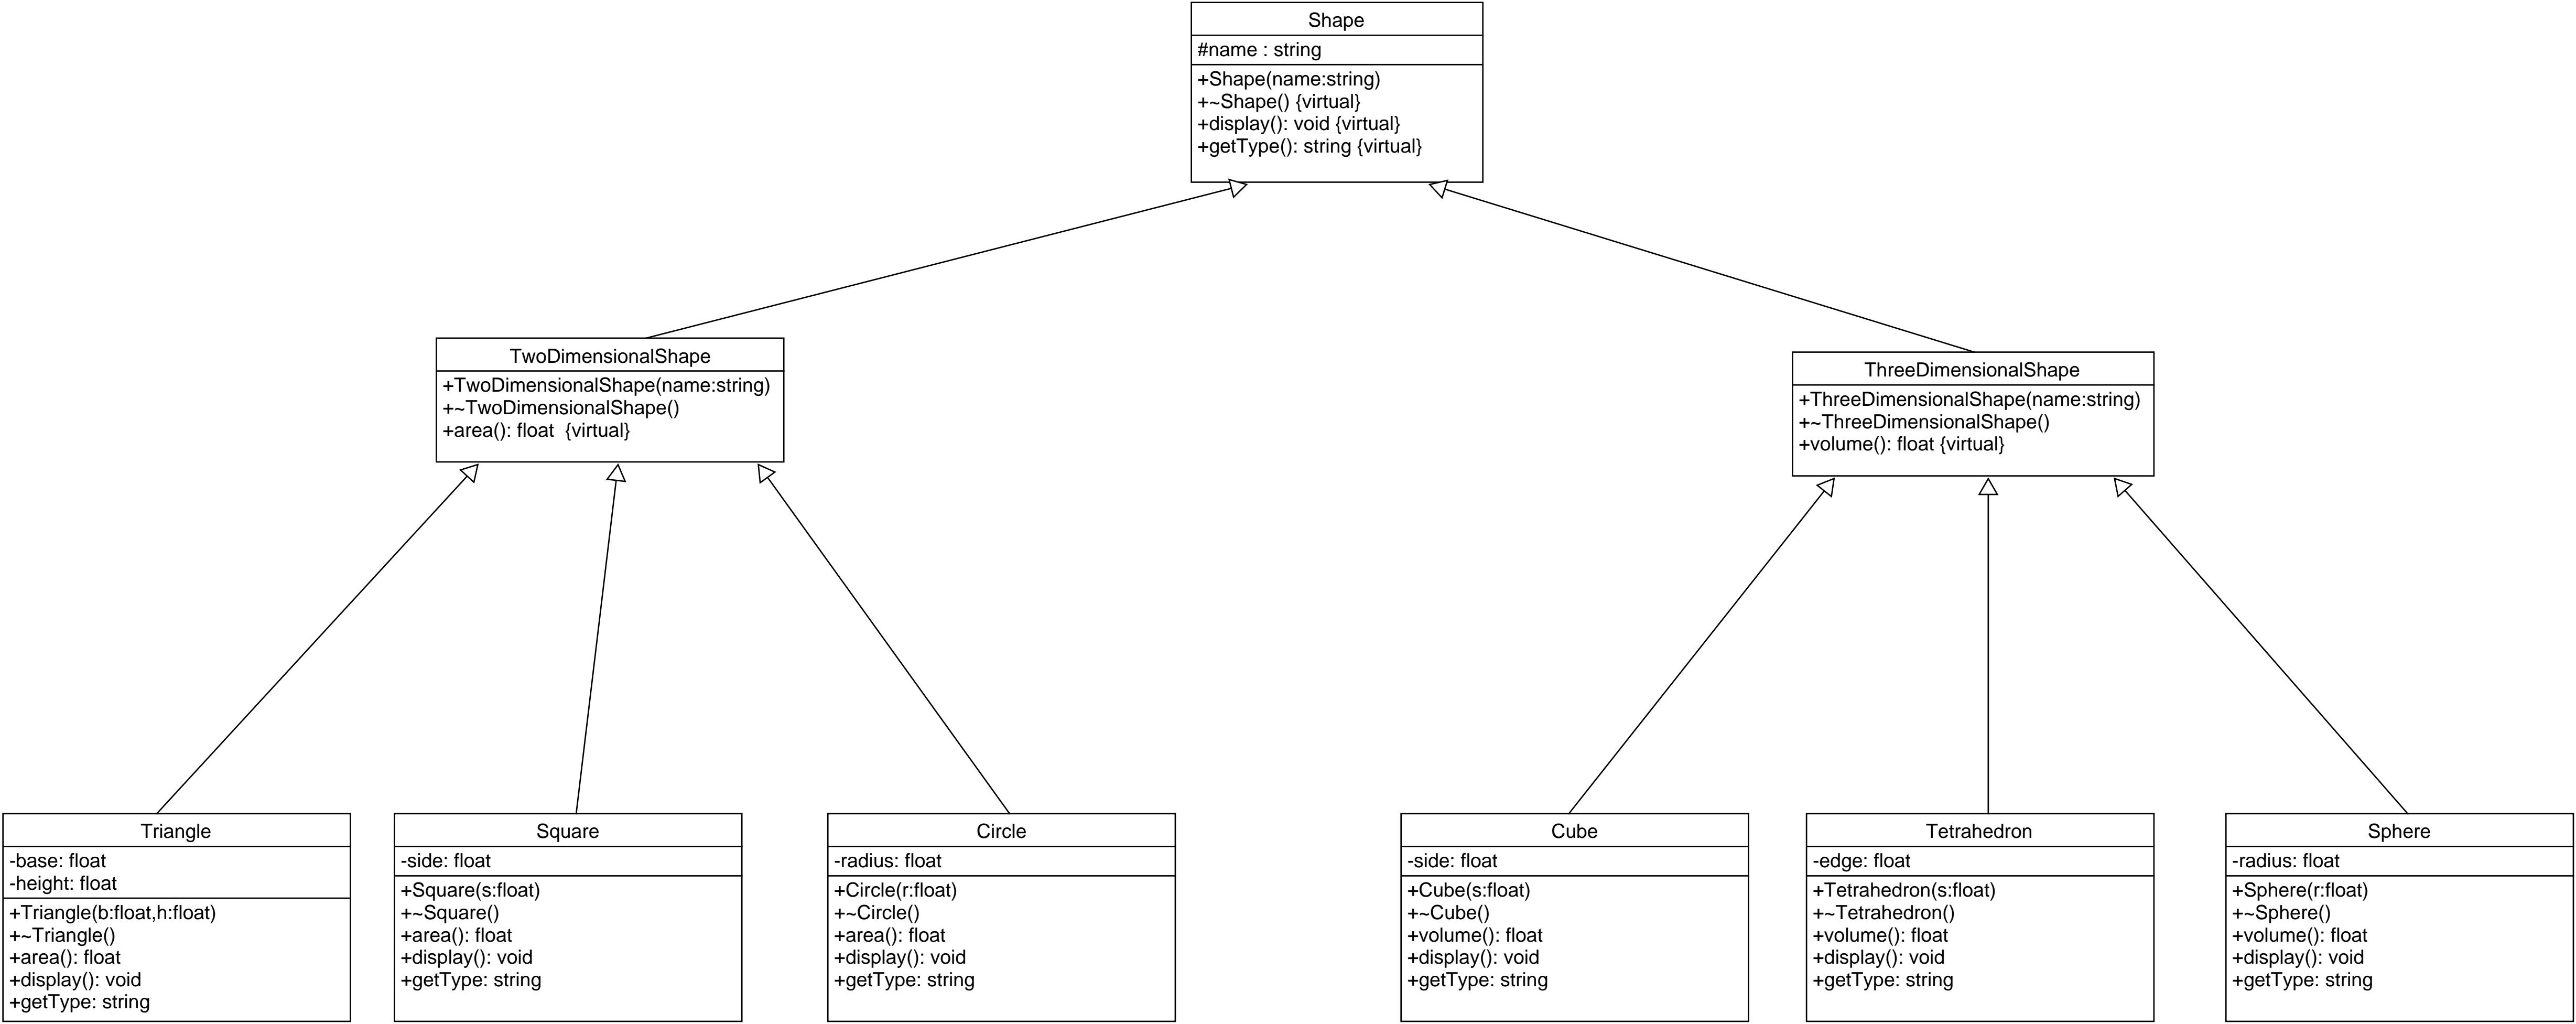 Shape
#name : string
+Shape(name:string)
+~Shape() {virtual}
+display(): void {virtual}
+getType(): string {virtual}
TwoDimensionalShape
+TwoDimensionalShape(name:string)
+~TwoDimensionalShape()
+area(): float  {virtual}
ThreeDimensionalShape
+ThreeDimensionalShape(name:string)
+~ThreeDimensionalShape()
+volume(): float {virtual}
Triangle
-base: float
-height: float
+Triangle(b:float,h:float)
+~Triangle()
+area(): float
+display(): void
+getType: string
Square
-side: float
+Square(s:float)
+~Square()
+area(): float
+display(): void
+getType: string
Circle
-radius: float
+Circle(r:float)
+~Circle()
+area(): float
+display(): void
+getType: string
Cube
-side: float
+Cube(s:float)
+~Cube()
+volume(): float
+display(): void
+getType: string
Tetrahedron
-edge: float
+Tetrahedron(s:float)
+~Tetrahedron()
+volume(): float
+display(): void
+getType: string
Sphere
-radius: float
+Sphere(r:float)
+~Sphere()
+volume(): float
+display(): void
+getType: string